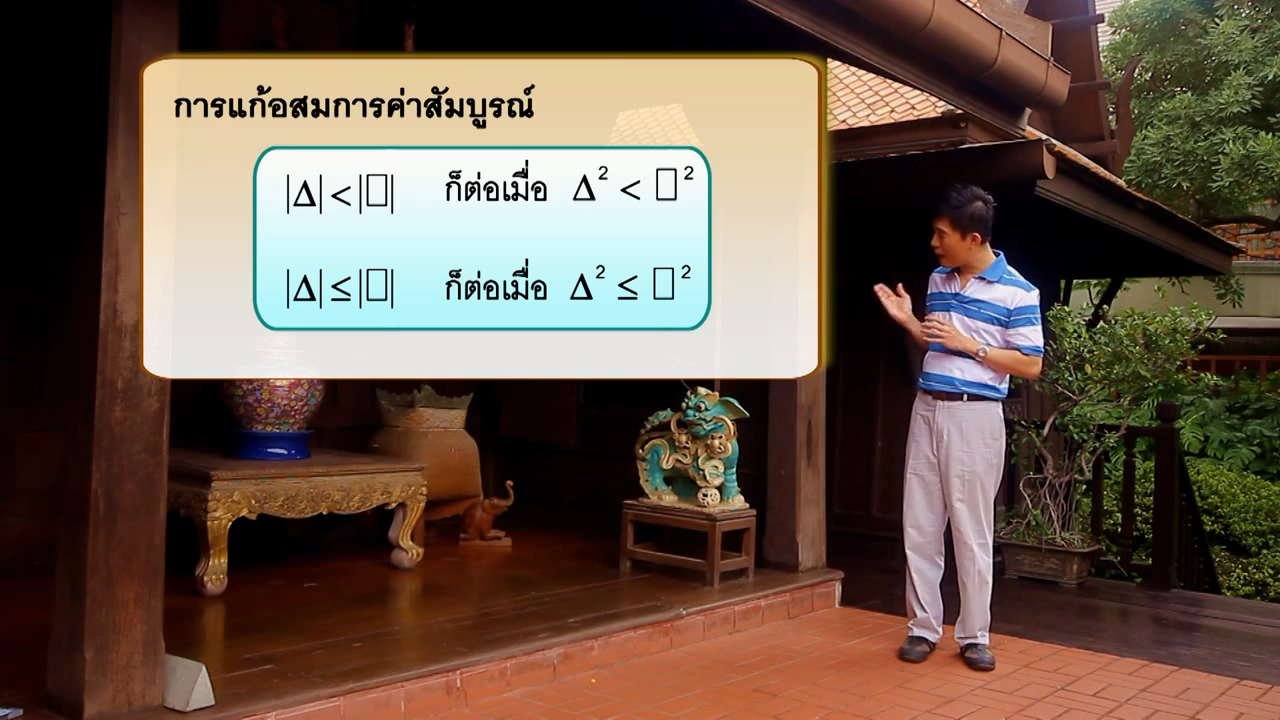 การแก้อสมการค่าสัมบูรณ์
|Δ| < |□| ก็ต่อเมื่อ Δ² < □²
|Δ| ≤ |□| ก็ต่อเมื่อ Δ² ≤ □²